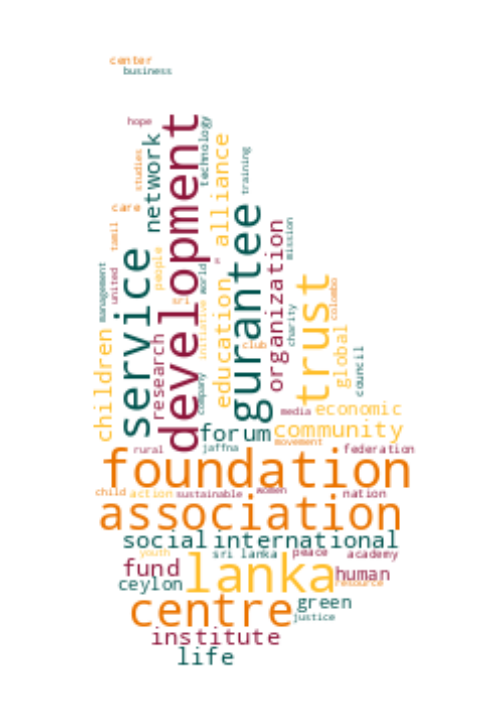 center
business
hope
development
technology
network
alliance
studies
training
care
gurantee
tamil
organization
mission
service
people
management
united
world
s
education
trust
sri
colombo
initiative
charity
global
children
research
club
council
company
media
economic
forum
community
movement
rural
jaffna
federation
foundation
child
action
sustainable
women
nation
association
social
international
youth
sri lanka
peace
academy
fund
lanka
human
ceylon
resource
centre
green
justice
institute
life